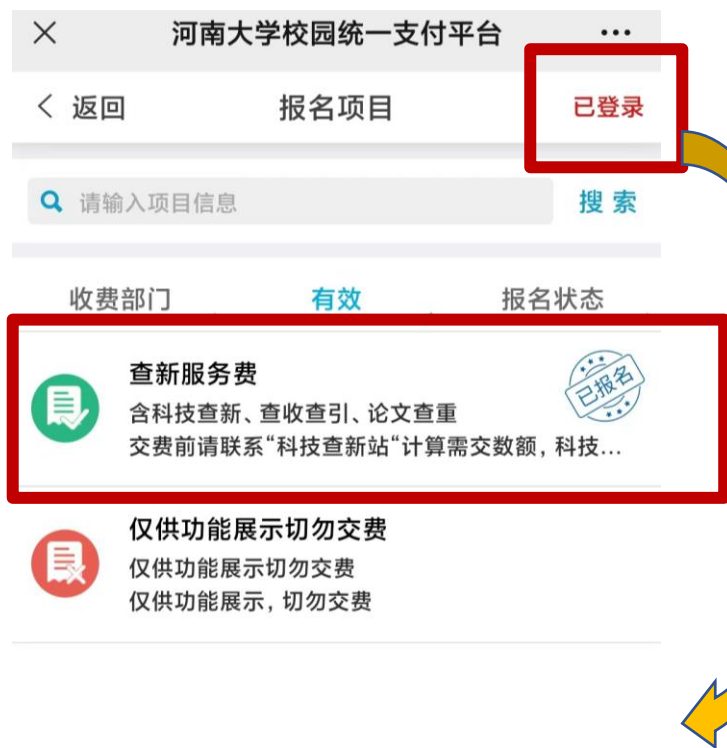 河南大学校园统一支付平台
返回
报名项目
已登录
请输入项目信息
搜索
收费部门
有效
报名状态
查新服务费
已报名
含科技查新、查收查引、论文查重
交费前请联系“科技查新站“计算需交数额，科技...
仅供功能展示切勿交费
仅供功能展示切勿交费
仅供功能展示，切勿交费